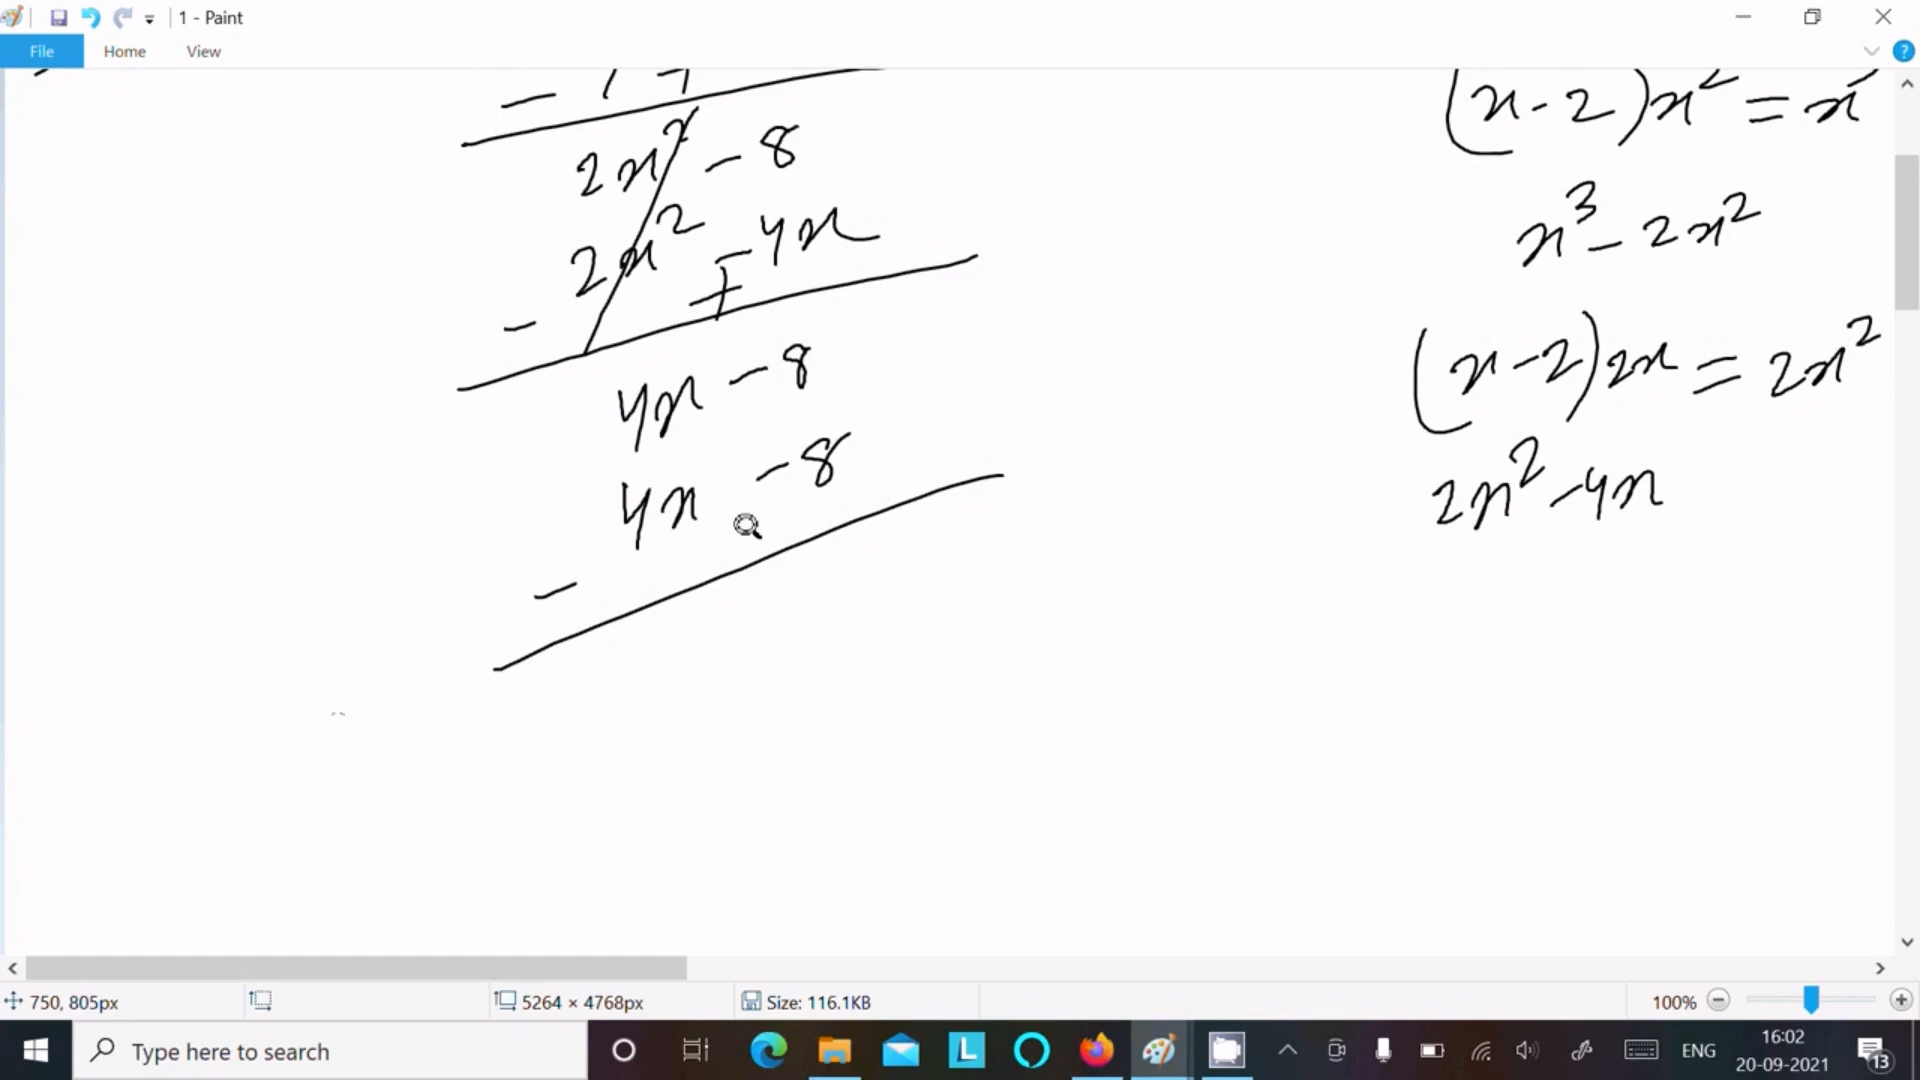 1 - Paint
File Home View
2x² - 8
2x² - 4x
- +
4x - 8
4x - 8
-
(x-2)x² = x
x³ - 2x²
(x-2)2x = 2x²
2x² - 4x
750, 805px 5264 × 4768px Size: 116.1KB 100%
Type here to search
L
ENG
16:02
20-09-2021
13